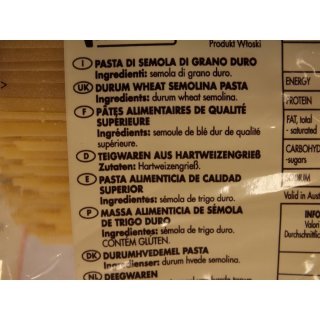 Produkt Włoski
I PASTA DI SEMOLA DI GRANO DURO
Ingredienti: semola di grano duro.
UK DURUM WHEAT SEMOLINA PASTA
Ingredients: durum wheat semolina.
F PÂTES ALIMENTAIRES DE QUALITÉ
SUPÉRIEURE
Ingrédients: semoule de blé dur de qualité
supérieure.
D TEIGWAREN AUS HARTWEIZENGRIEß
Zutaten: Hartweizengrieß.
E PASTA ALIMENTICIA DE CALIDAD
SUPERIOR
Ingredientes: sémola de trigo duro.
P MASSA ALIMENTICIA DE SÉMOLA
DE TRIGO DURO
Ingredientes: sémola de trigo duro.
CONTÉM GLÚTEN.
DK DURUMHVEDEMEL PASTA
Ingredienser: durum hvede semolina.
NL DEEGWAREN
ENERGY
PROTEIN
FAT, total
- saturated
CARBOHYD
-sugars
Valid in Aust
INFO
Valori
Durchschnittlic